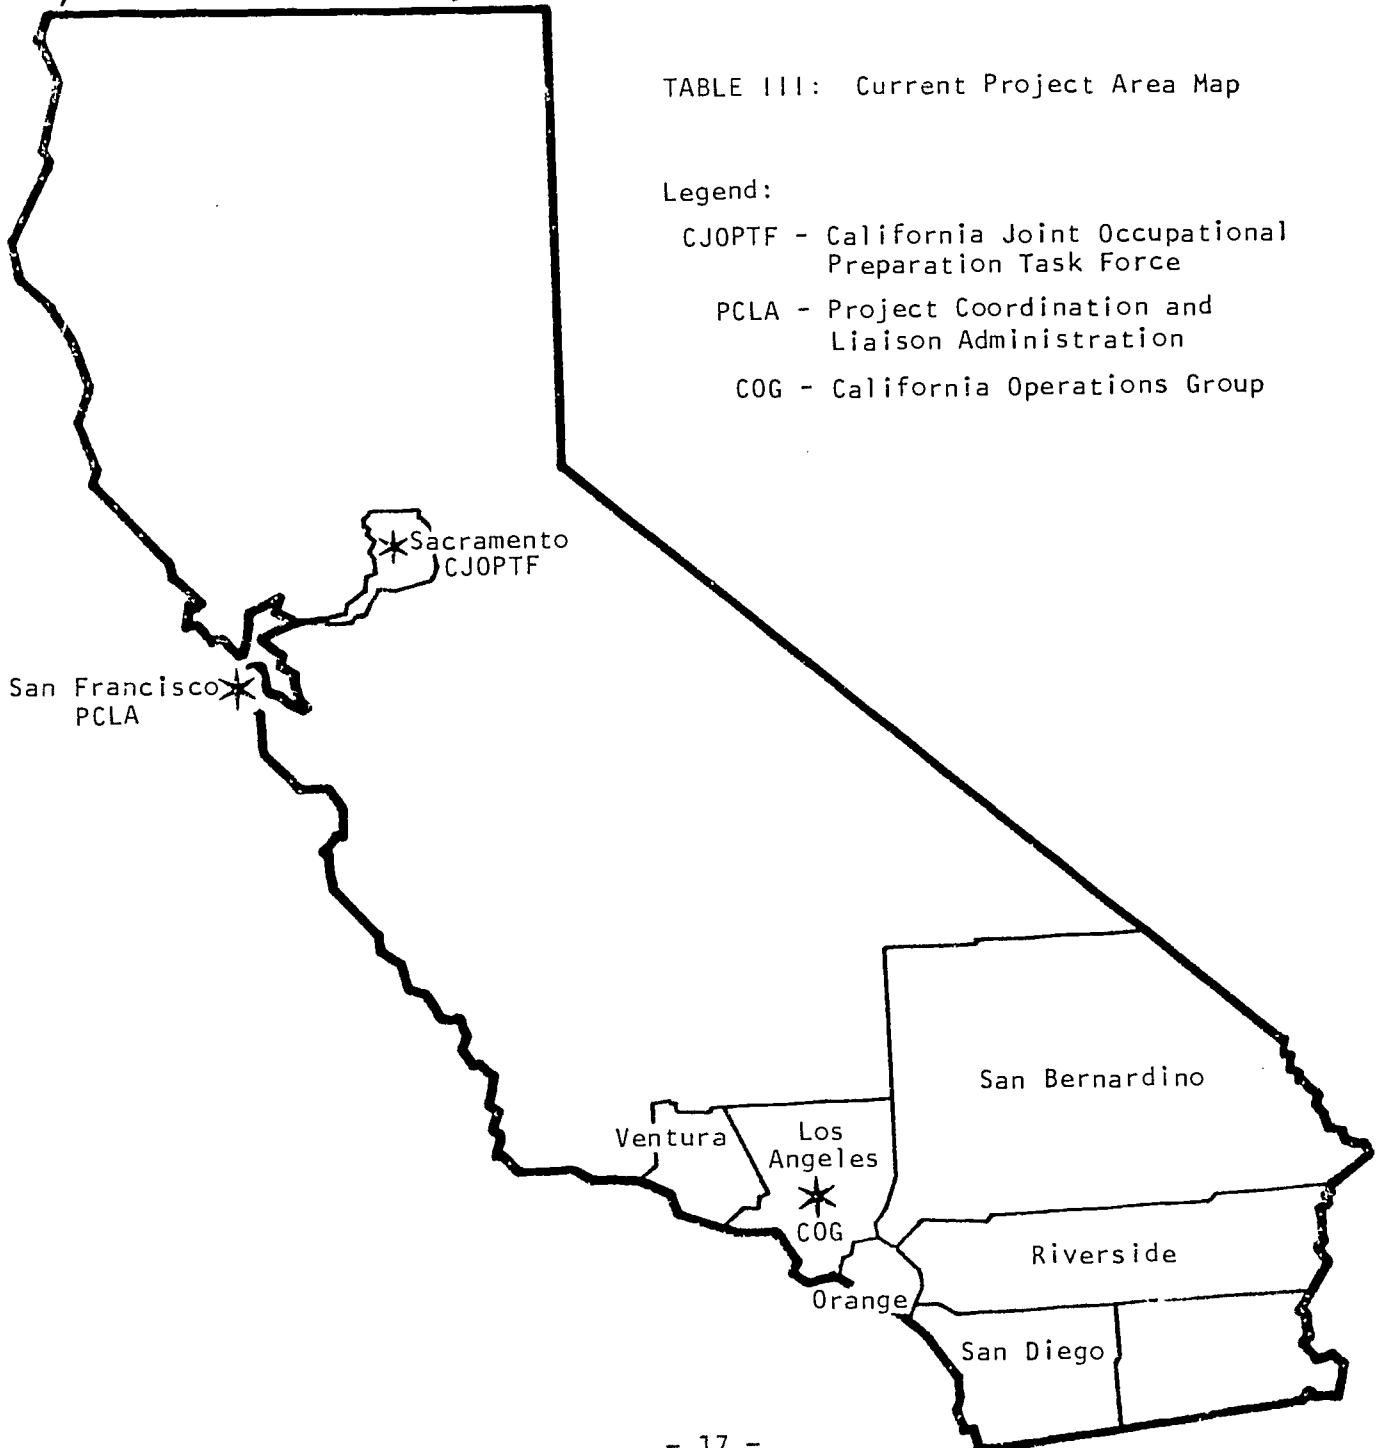 TABLE III: Current Project Area Map
Legend:
CJOPTF - California Joint Occupational
Preparation Task Force
PCLA - Project Coordination and
Liaison Administration
COG - California Operations Group
Sacramento
CJOPTF
San Francisco
PCLA
San Bernardino
Ventura
Los
Angeles
COG
Riverside
Orange
San Diego
- 17 -